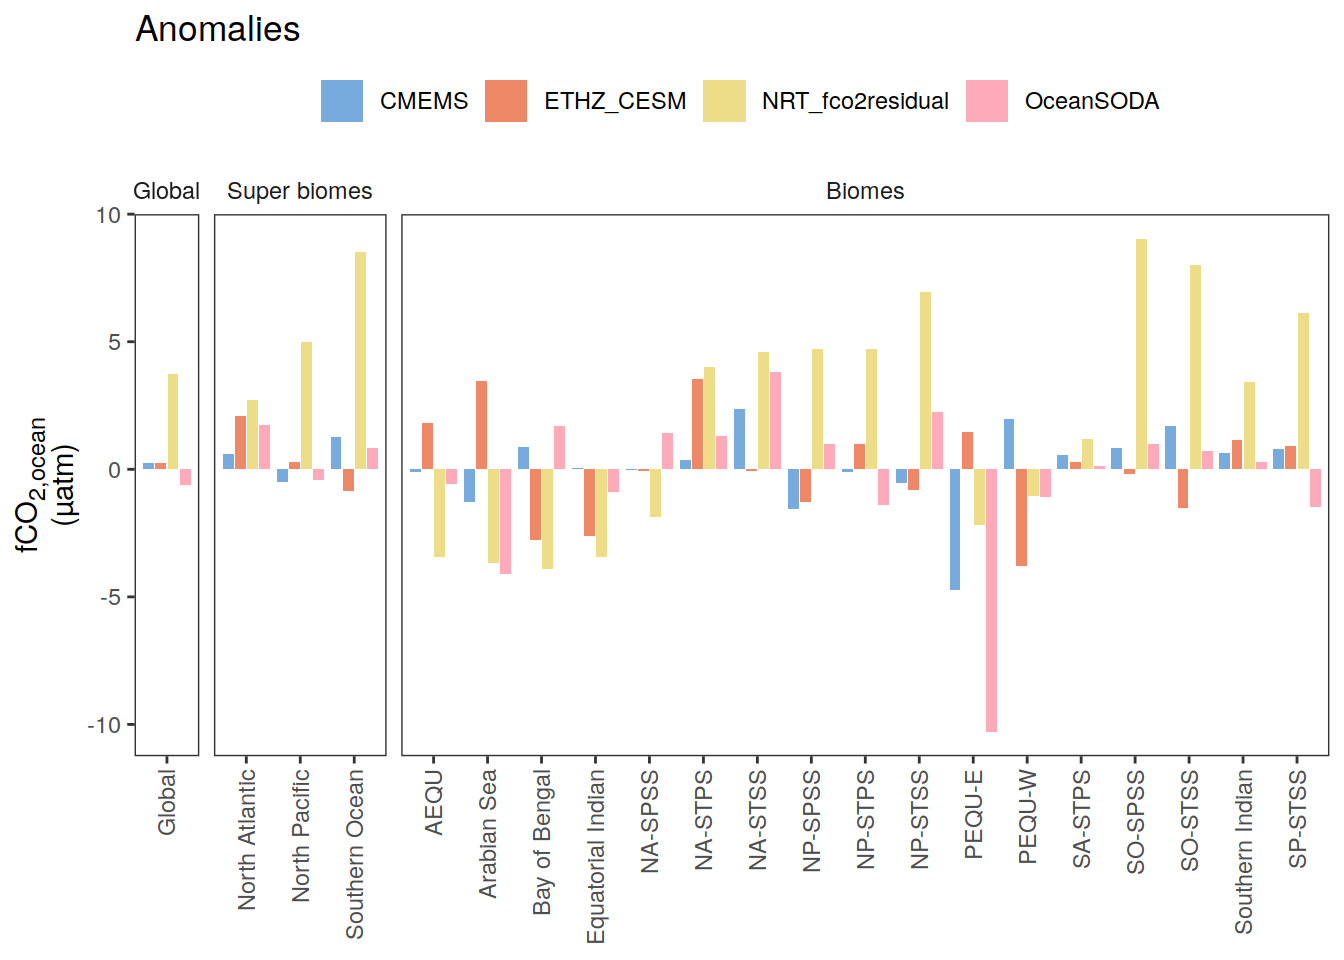 Anomalies
CMEMS ETHZ_CESM NRT_fco2residual OceanSODA
Global Super biomes Biomes
10
5
0
-5
-10
fCO2,ocean
(µatm)
Global
North Atlantic
North Pacific
Southern Ocean
AEQU
Arabian Sea
Bay of Bengal
Equatorial Indian
NA-SPSS
NA-STPS
NA-STSS
NP-SPSS
NP-STPS
NP-STSS
PEQU-E
PEQU-W
SA-STPS
SO-SPSS
SO-STSS
Southern Indian
SP-STSS